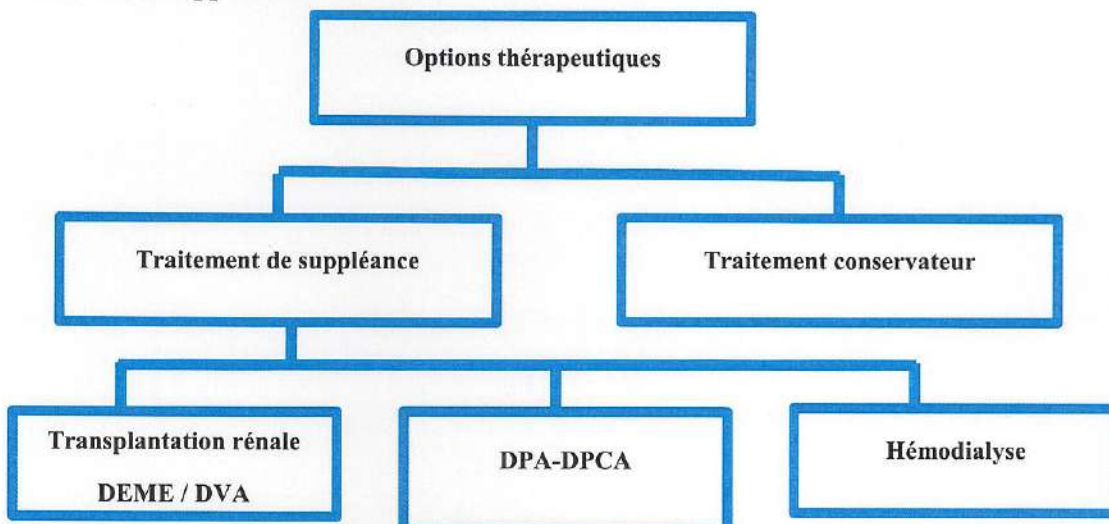 Options thérapeutiques
Traitement de suppléance
Traitement conservateur
Transplantation rénale
DEME / DVA
DPA-DPCA
Hémodialyse